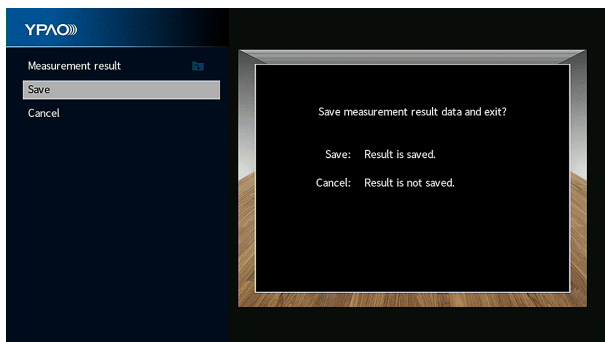 YPAO
Measurement result
Save
Cancel
Save measurement result data and exit?
Save: Result is saved.
Cancel: Result is not saved.